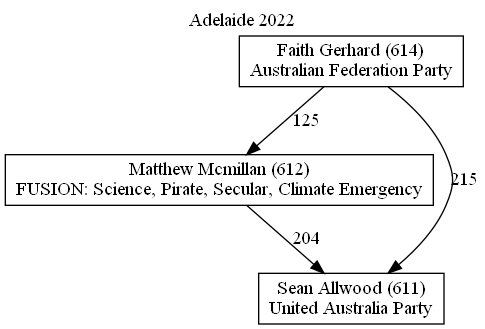 Adelaide 2022
Faith Gerhard (614)
Australian Federation Party
125
Matthew Mcmillan (612)
FUSION: Science, Pirate, Secular, Climate Emergency
215
204
Sean Allwood (611)
United Australia Party